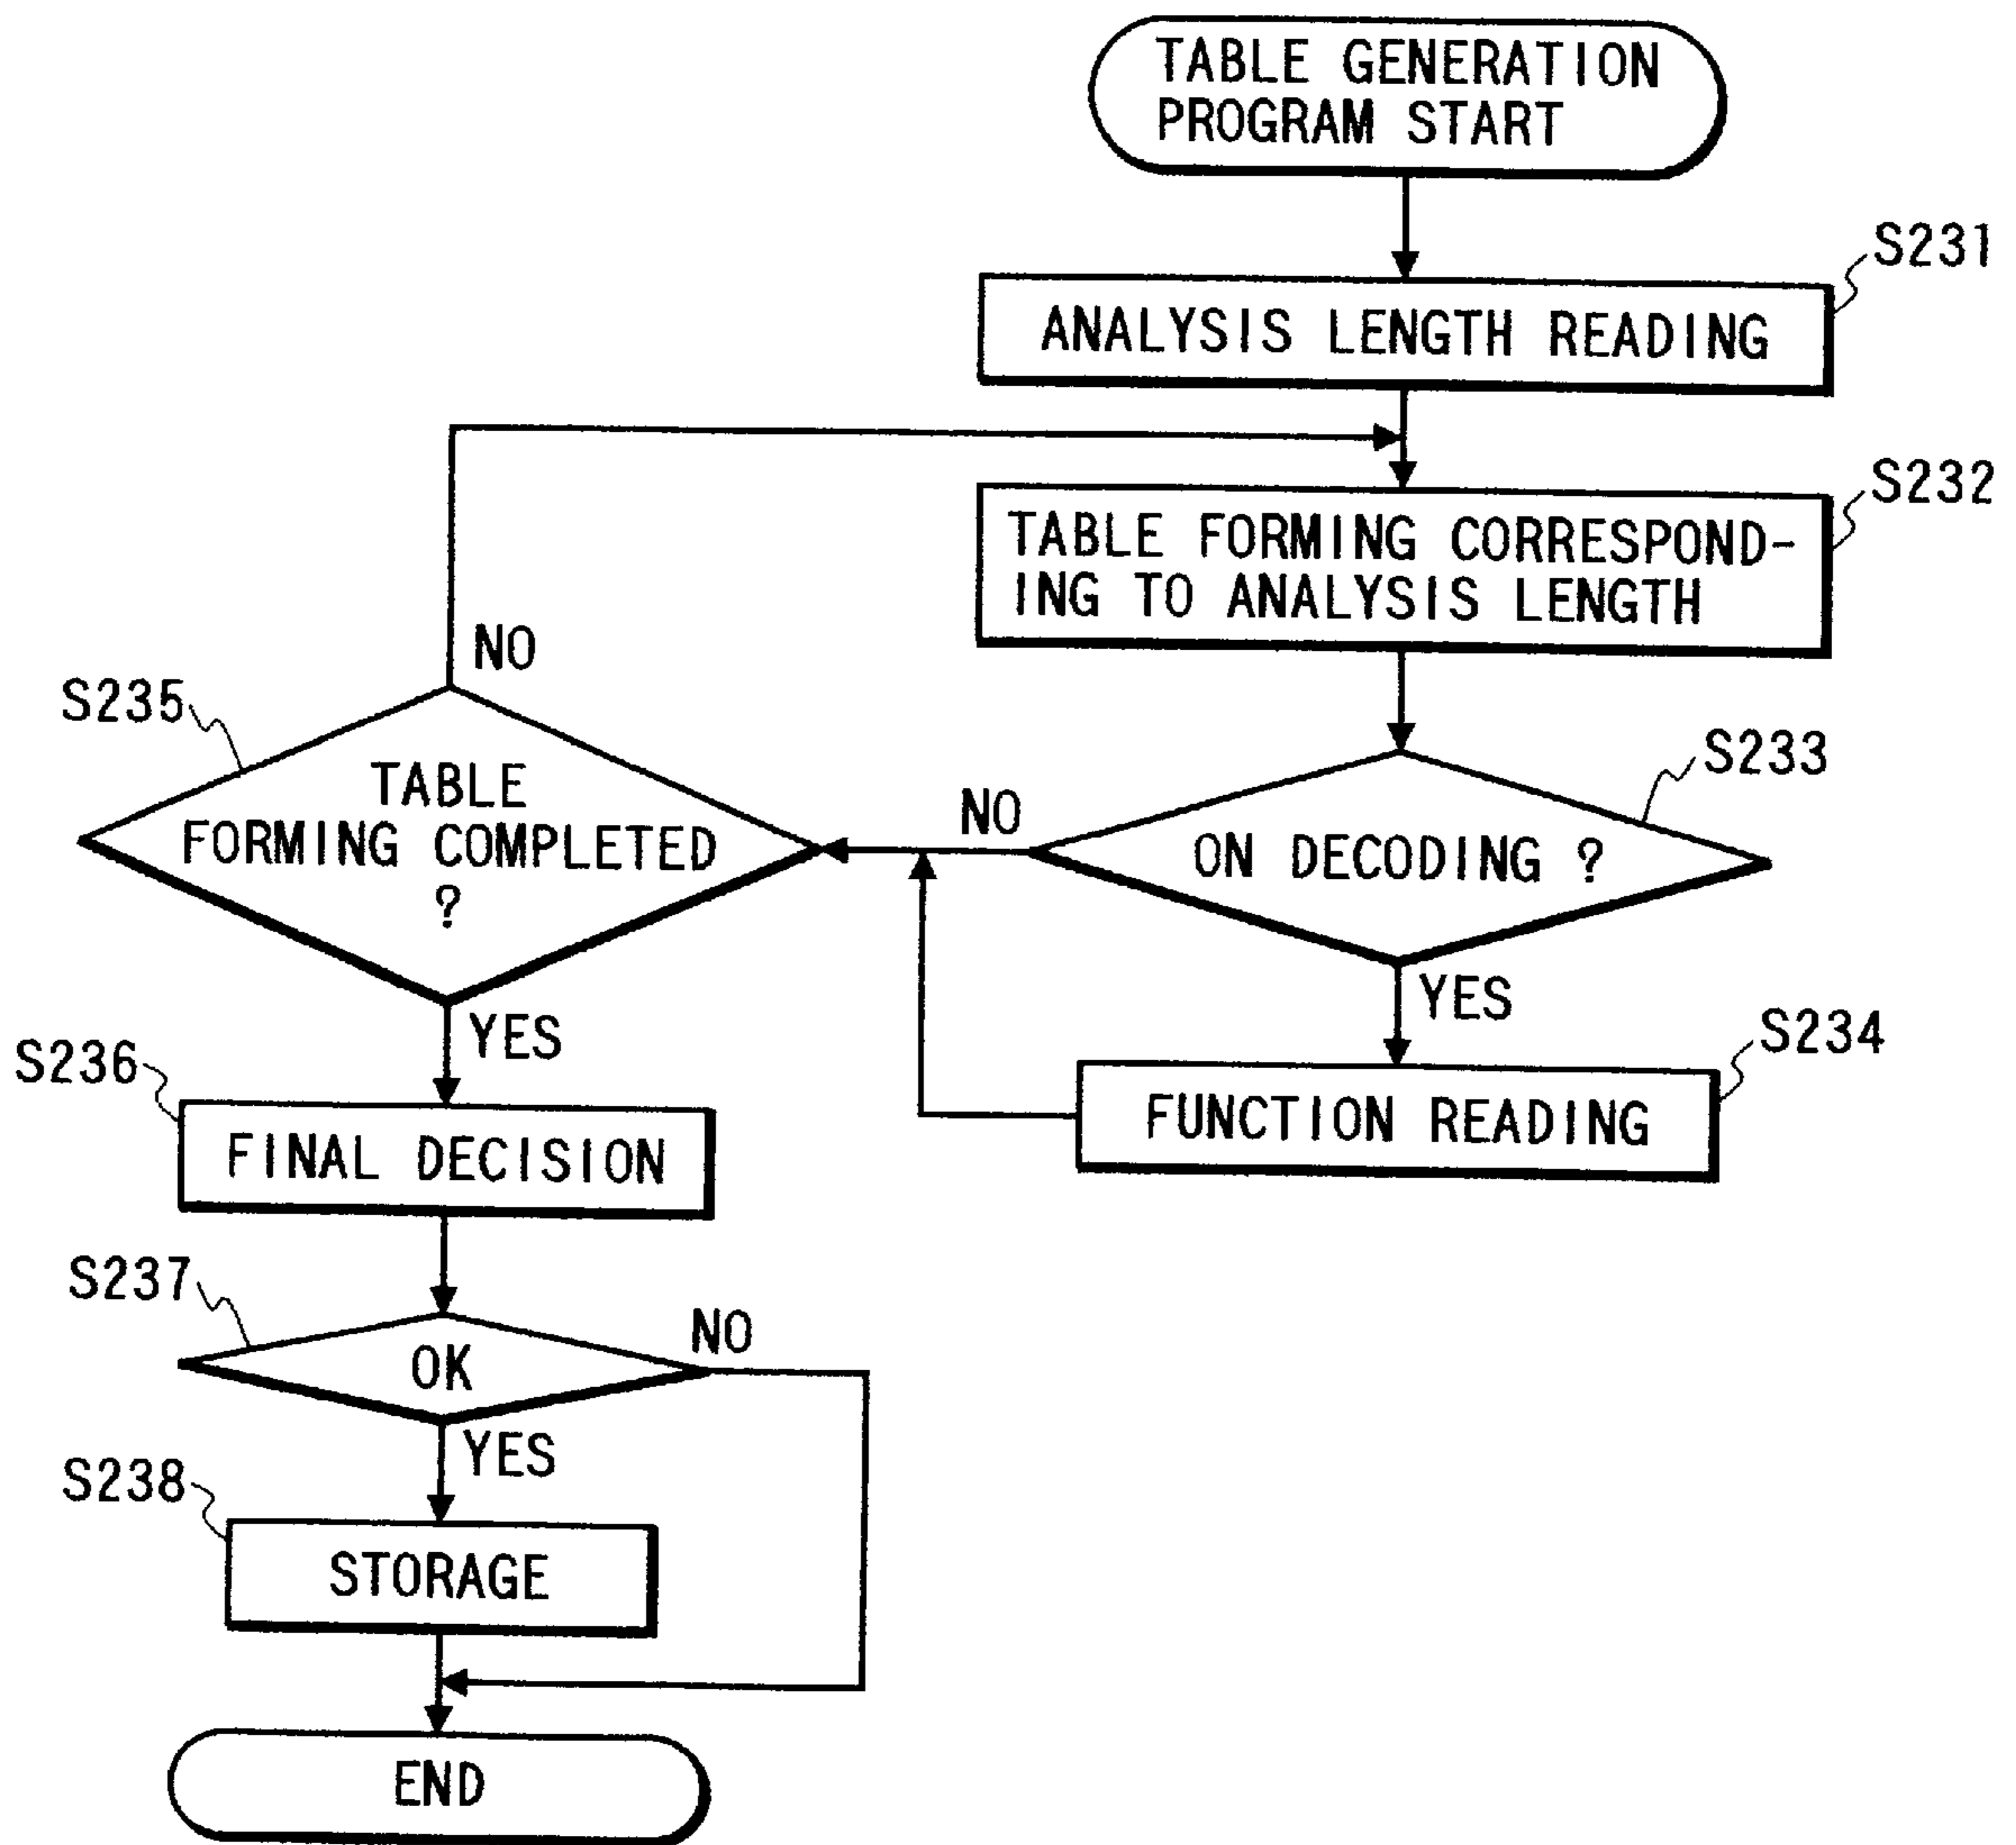 TABLE GENERATION
PROGRAM START
S231
ANALYSIS LENGTH READING
S232
TABLE FORMING CORRESPOND-
ING TO ANALYSIS LENGTH
NO
S235
TABLE
FORMING COMPLETED
?
NO
S233
ON DECODING ?
YES
S234
FUNCTION READING
YES
S236
FINAL DECISION
S237
OK
NO
YES
S238
STORAGE
END